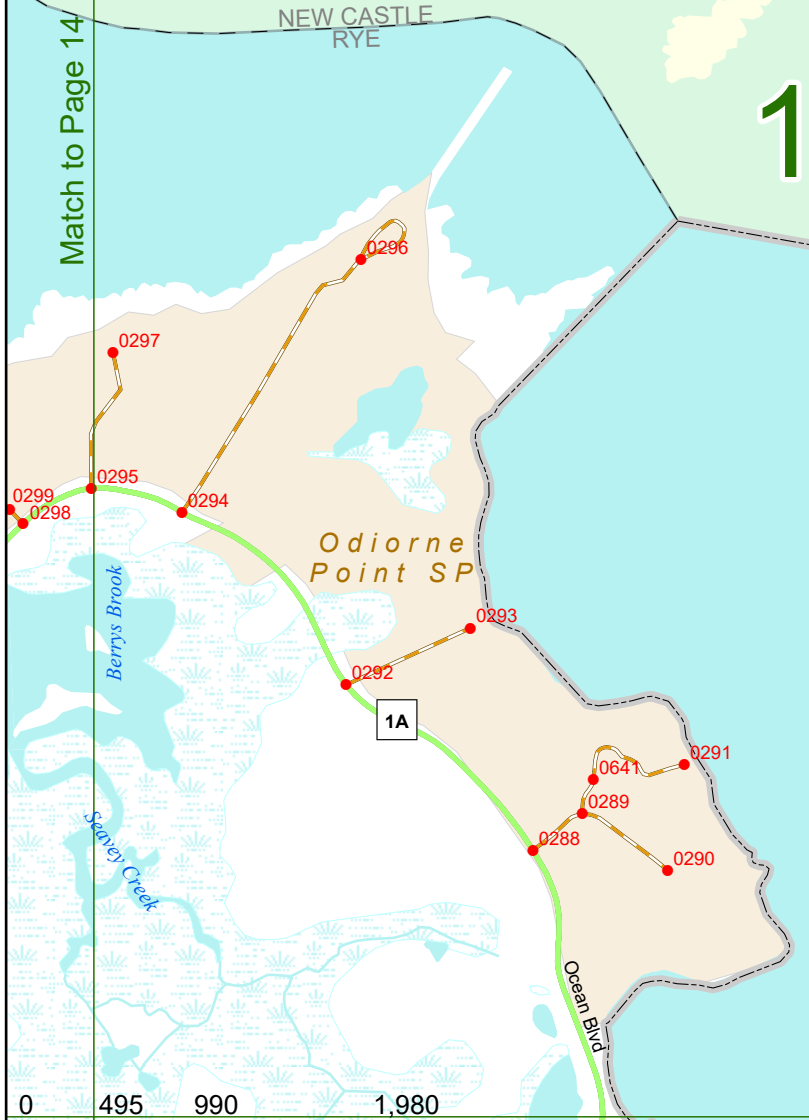 NEW CASTLE
RYE
Match to Page 14
1
0296
0297
0295
0294
0299
0298
Odiorne
Point SP
Berrys Brook
0293
0292
1A
0291
0641
0289
0288
0290
Seavey Creek
Ocean Blvd
0 495 990 1,980